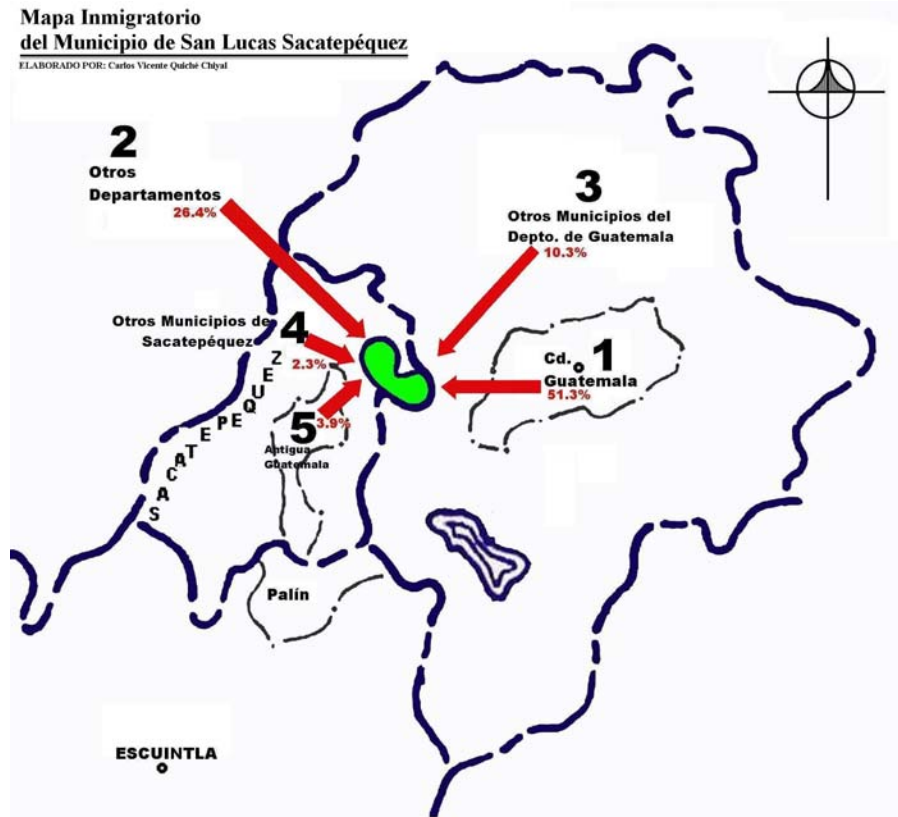 Mapa Inmigratorio
del Municipio de San Lucas Sacatepéquez
ELABORADO POR: Carlos Vicente Quiché Chiyal
2
Otros
Departamentos
26.4%
3
Otros Municipios del
Depto. de Guatemala
10.3%
Otros Municipios de
Sacatepéquez
4
2.3%
Cd.
1
Guatemala
51.3%
5
3.9%
Antigua
Guatemala
SACATEPEQUEZ
Palín
ESCUINTLA